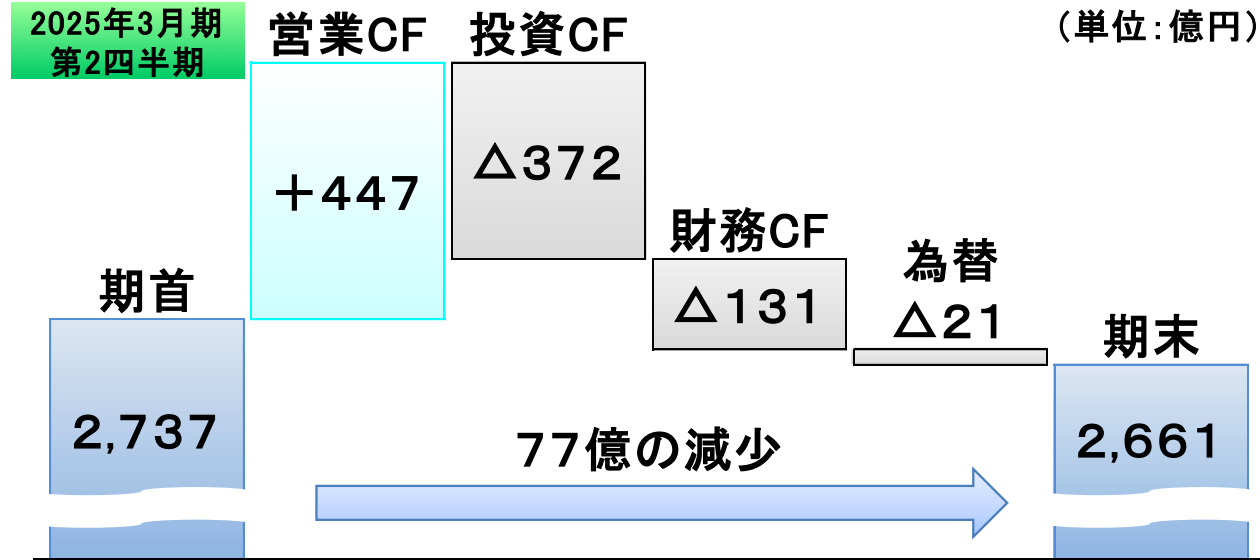 2025年3月期
第2四半期
営業CF
投資CF
（単位：億円）
＋447
△372
財務CF
△131
為替
△21
期首
2,737
期末
2,661
77億の減少